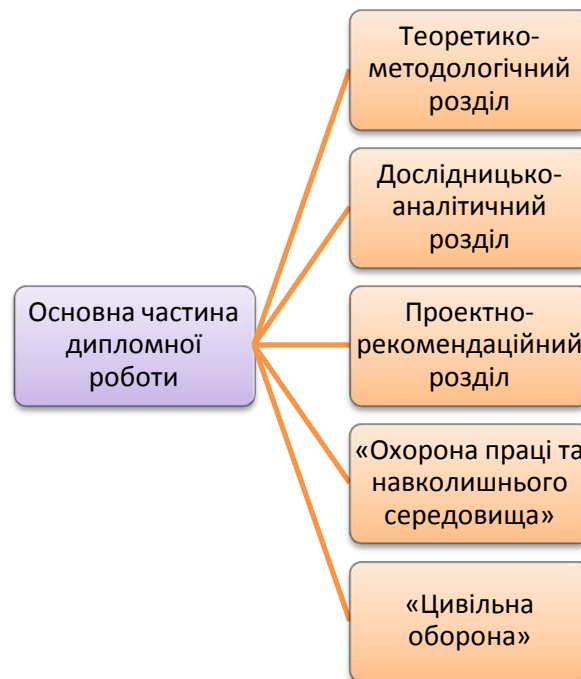 Теоретико-
методологічний
розділ
Дослідницько-
аналітичний
розділ
Основна частина
дипломної
роботи
Проектно-
рекомендаційний
розділ
«Охорона праці та
навколишнього
середовища»
«Цивільна
оборона»